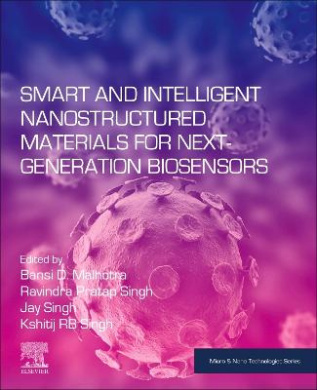 SMART AND INTELLIGENT
NANOSTRUCTURED
MATERIALS FOR NEXT-
GENERATION BIOSENSORS
Edited by
Bansi D. Malhotra
Ravindra Pratap Singh
Jay Singh
Kshitij RB Singh
ELSEVIER
Micro & Nano Technologies Series